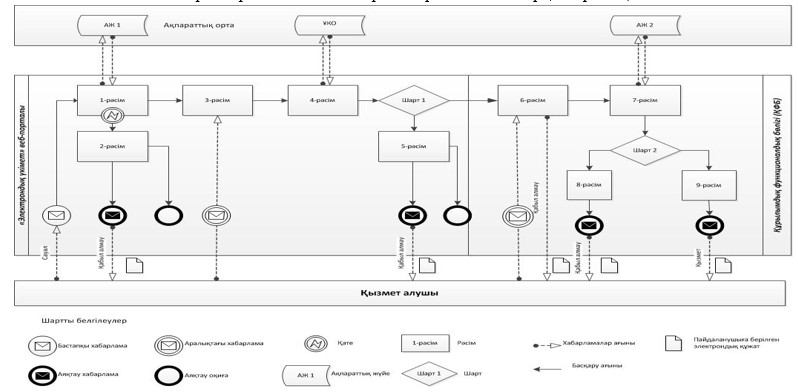 АЖ 1
Ақпараттық орта
ҰКО
АЖ 2
«Электрондық үкімет» веб-порталы
1-рәсім
3-рәсім
4-рәсім
Шарт 1
6-рәсім
7-рәсім
2-рәсім
5-рәсім
Шарт 2
8-рәсім
9-рәсім
Құрылымдық функционалдық бөлігі (ҚФБ)
Сауал
Қабыл алмау
Қабыл алмау
Қабыл алмау
Қабыл алмау
Қызмет
Қызмет алушы
Шартты белгілеулер
Бастапқы хабарлама
Аралықтағы хабарлама
Қате
1-рәсім
Рәсім
Хабарламалар ағыны
Пайдаланушыға берілген
электрондық құжат
Аяқтау хабарлама
Аяқтау оқиға
АЖ 1
Ақпараттық жүйе
Шарт 1
Шарт
Басқару ағыны